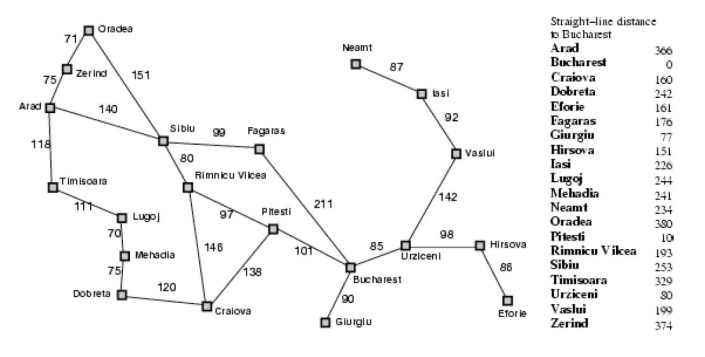 Oradea
71
Neamt
87
Zerind
151
75
Iasi
Arad
140
92
Sibiu
99
Fagaras
118
Vaslui
80
Rimnicu Vilcea
Timisoara
142
111
211
Lugoj
97
Pitesti
70
98
Hirsova
146
85
Mehadia
101
Urziceni
75
138
86
120
Bucharest
Dobreta
90
Craiova
Eforie
Giurgiu
Straight–line distance
to Bucharest
Arad 366
Bucharest 0
Craiova 160
Dobreta 242
Eforie 161
Fagaras 176
Giurgiu 77
Hirsova 151
Iasi 226
Lugoj 244
Mehadia 241
Neamt 234
Oradea 380
Pitesti 10
Rimnicu Vilcea 193
Sibiu 253
Timisoara 329
Urziceni 80
Vaslui 199
Zerind 374